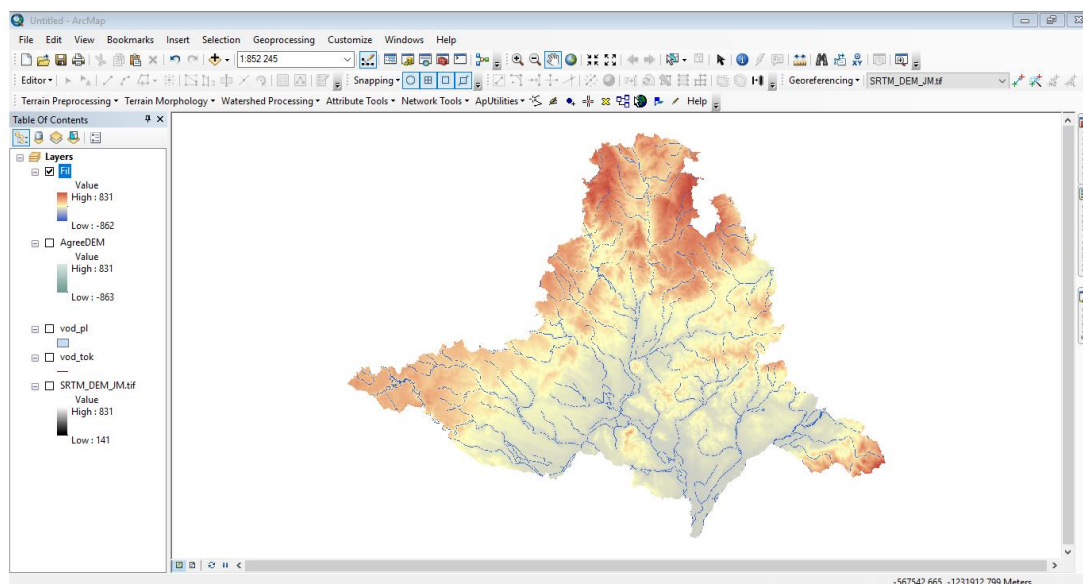 Untitled - ArcMap
File Edit View Bookmarks Insert Selection Geoprocessing Customize Windows Help
1:852 245
Editor Snapping Georeferencing SRTM_DEM_JM.tif
Terrain Preprocessing Terrain Morphology Watershed Processing Attribute Tools Network Tools ApUtilities Help
Table Of Contents
Layers
Fil
Value
High : 831
Low : -862
AgreeDEM
Value
High : 831
Low : -863
vod_pl
vod_tok
SRTM_DEM_JM.tif
Value
High : 831
Low : 141
-567542,665 -1231912,799 Meters